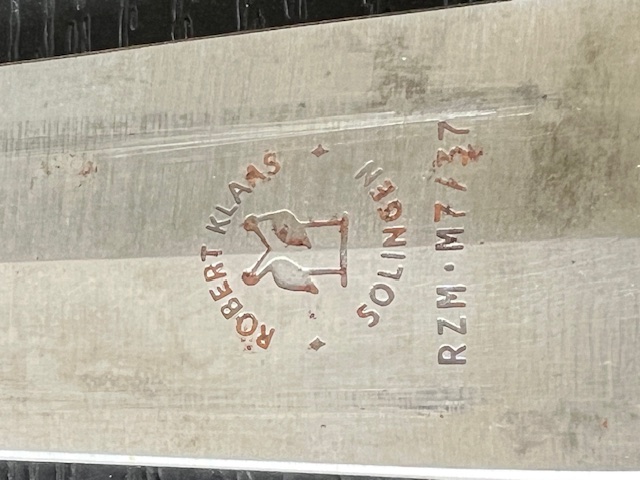 ROBERT KLAAS
SOLINGEN
RZM · M7/37